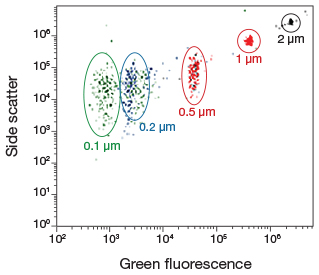 10⁶
10⁵
10⁴
10³
10²
10¹
10⁰
Side scatter
2 µm
1 µm
0.5 µm
0.2 µm
0.1 µm
10² 10³ 10⁴ 10⁵ 10⁶
Green fluorescence